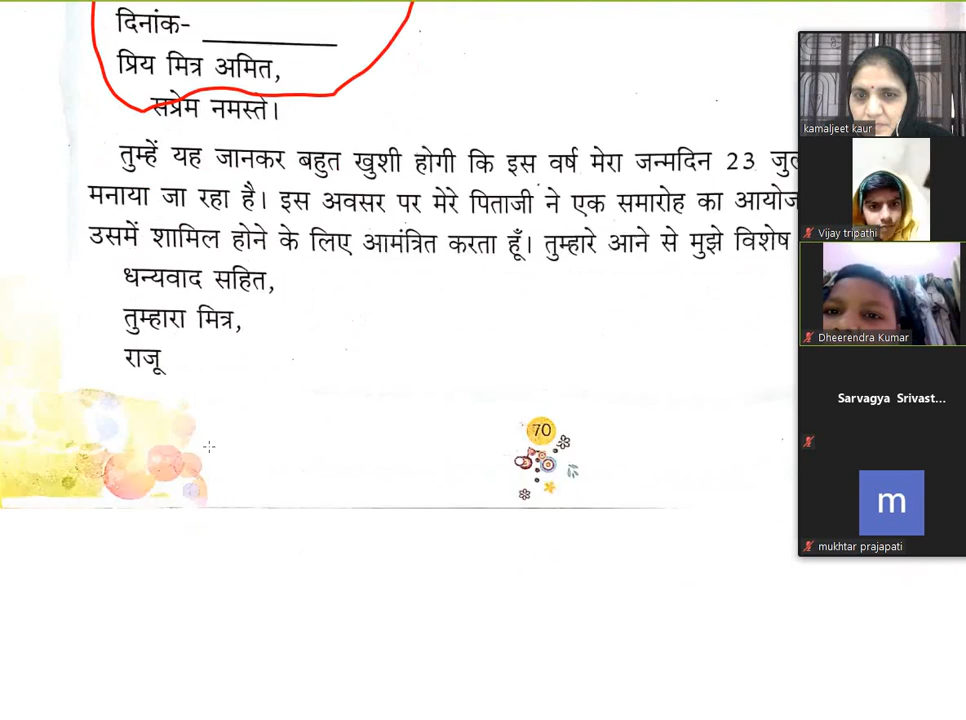 दिनांक- ____________
प्रिय मित्र अमित,
सप्रेम नमस्ते।
तुम्हें यह जानकर बहुत खुशी होगी कि इस वर्ष मेरा जन्मदिन 23
मनाया जा रहा है। इस अवसर पर मेरे पिताजी ने एक समारोह का
उसमें शामिल होने के लिए आमंत्रित करता हूँ। तुम्हारे आने से मुझे विशेष
धन्यवाद सहित,
तुम्हारा मित्र,
राजू
70
kamaljeet kaur
Vijay tripathi
Dheerendra Kumar
Sarvagya Srivast...
m
mukhtar prajapati